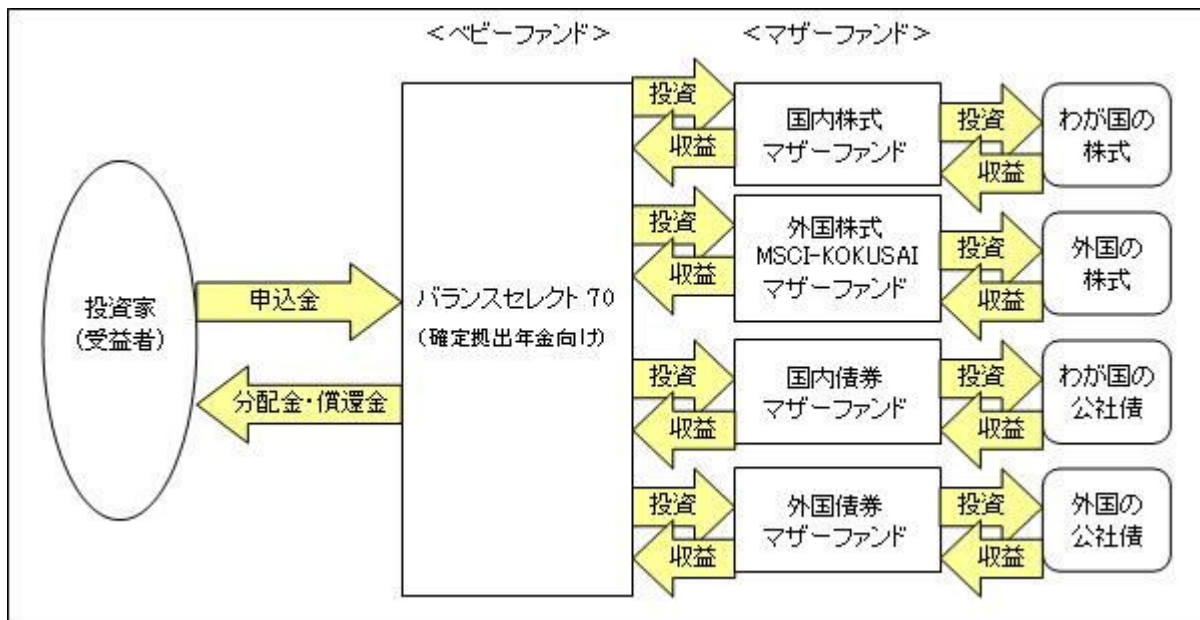 ＜ベビーファンド＞
＜マザーファンド＞
投資家
(受益者)
申込金
分配金・償還金
バランスセレクト70
(確定拠出年金向け)
投資
収益
国内株式
マザーファンド
投資
収益
わが国の
株式
投資
収益
外国株式
MSCI-KOKUSAI
マザーファンド
投資
収益
外国の
株式
投資
収益
国内債券
マザーファンド
投資
収益
わが国の
公社債
投資
収益
外国債券
マザーファンド
投資
収益
外国の
公社債